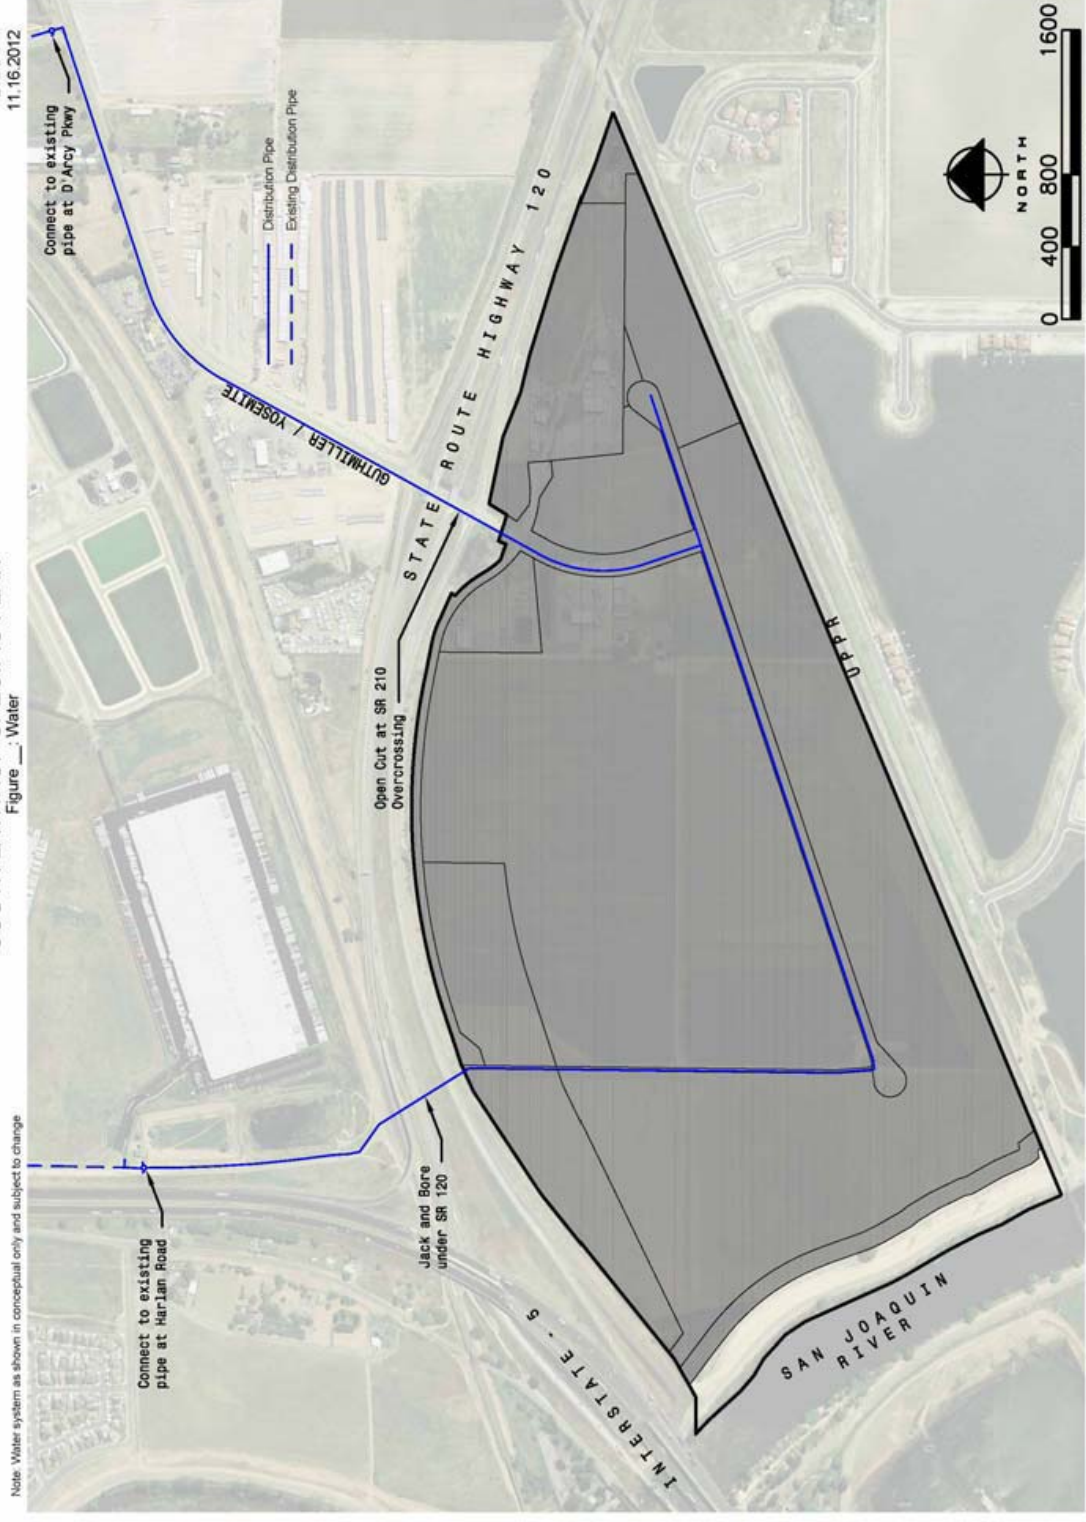 11.16.2012
Figure __: Water
Note: Water system as shown in conceptual only and subject to change
Connect to existing
pipe at D'Arcy Pkwy
Distribution Pipe
Existing Distribution Pipe
GUTHMILLER / YOSEMITE
STATE ROUTE HIGHWAY 120
Open Cut at SR 210
Overcrossing
Jack and Bore
under SR 120
Connect to existing
pipe at Harlan Road
INTERSTATE - 5
SAN JOAQUIN
RIVER
UPRR
NORTH
0 400 800 1600